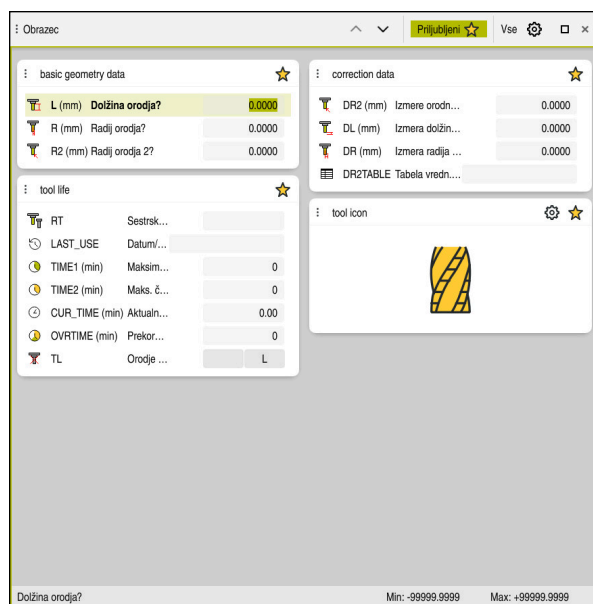 Obrazec Priljubljeni Vse
basic geometry data
L (mm) Dolžina orodja? 0.0000
R (mm) Radij orodja? 0.0000
R2 (mm) Radij orodja 2? 0.0000
tool life
RT Sestrsk...
LAST_USE Datum/...
TIME1 (min) Maksim... 0
TIME2 (min) Maks. č... 0
CUR_TIME (min) Aktualn... 0.00
OVRTIME (min) Prekor... 0
TL Orodje ... L
correction data
DR2 (mm) Izmere orodn... 0.0000
DL (mm) Izmera dolžin... 0.0000
DR (mm) Izmera radija ... 0.0000
DR2TABLE Tabela vredn....
tool icon
Dolžina orodja? Min: -99999.9999 Max: +99999.9999